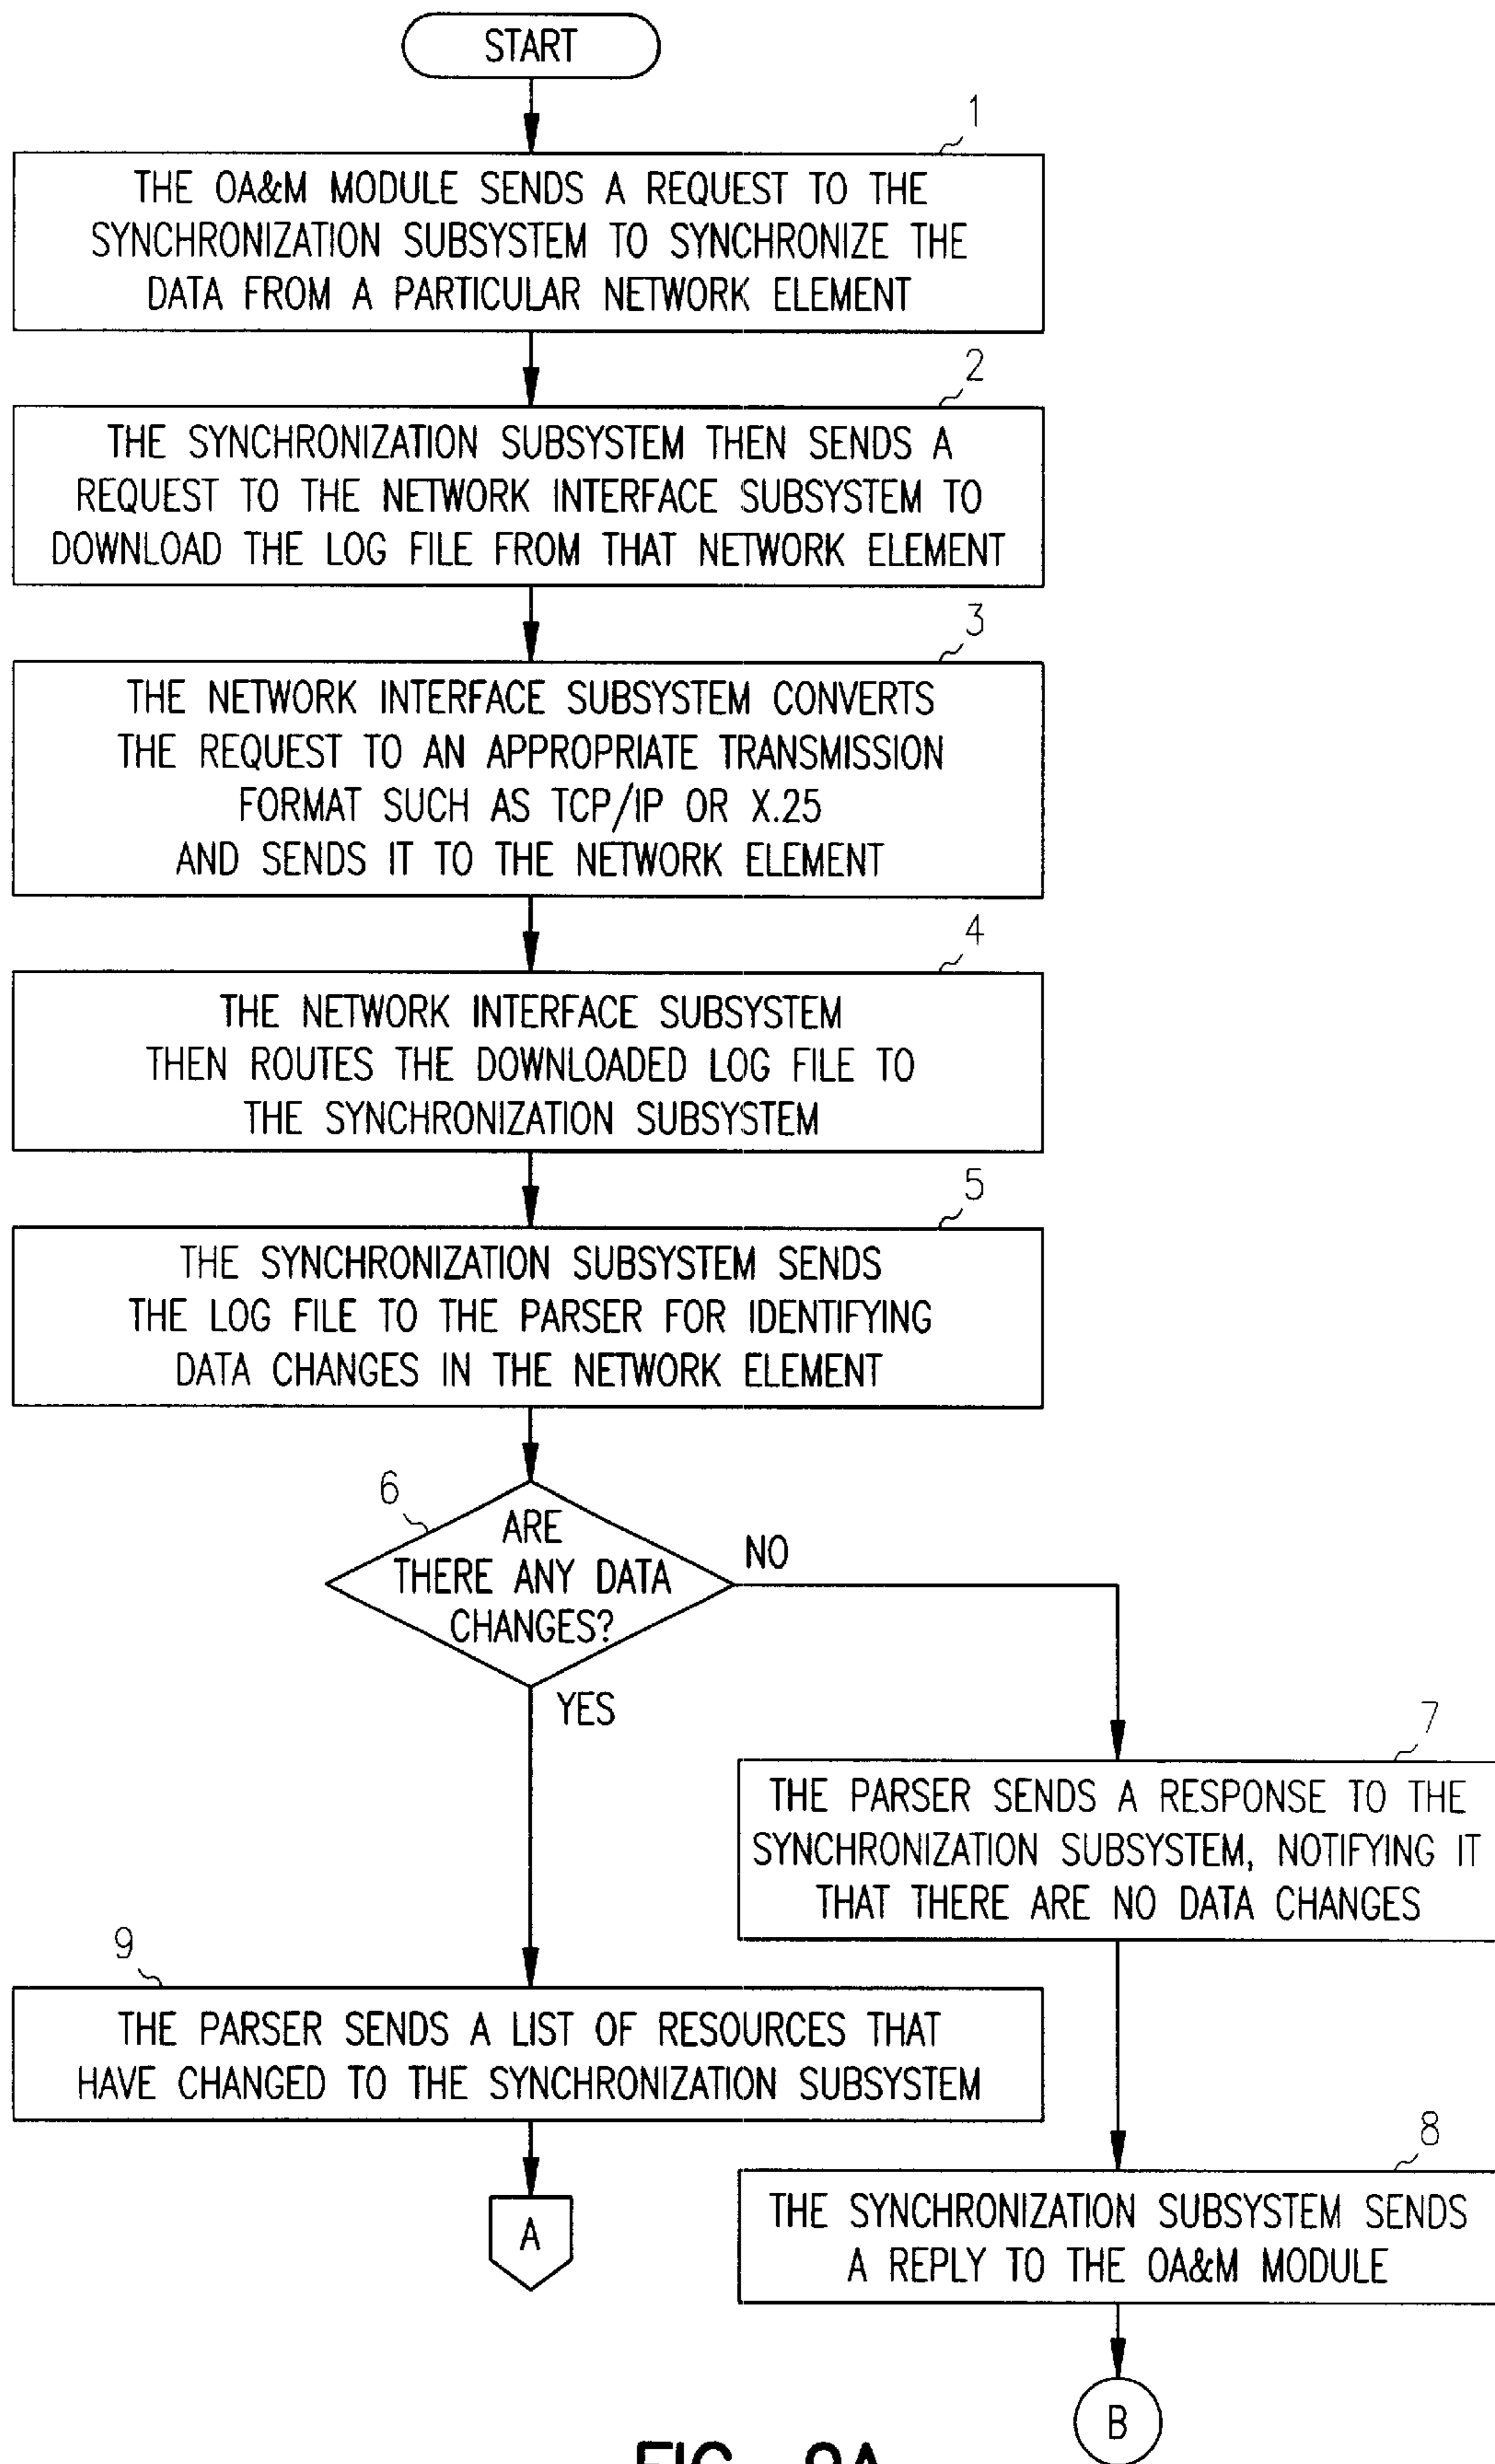 START
1
THE OA&M MODULE SENDS A REQUEST TO THE
SYNCHRONIZATION SUBSYSTEM TO SYNCHRONIZE THE
DATA FROM A PARTICULAR NETWORK ELEMENT
2
THE SYNCHRONIZATION SUBSYSTEM THEN SENDS A
REQUEST TO THE NETWORK INTERFACE SUBSYSTEM TO
DOWNLOAD THE LOG FILE FROM THAT NETWORK ELEMENT
3
THE NETWORK INTERFACE SUBSYSTEM CONVERTS
THE REQUEST TO AN APPROPRIATE TRANSMISSION
FORMAT SUCH AS TCP/IP OR X.25
AND SENDS IT TO THE NETWORK ELEMENT
4
THE NETWORK INTERFACE SUBSYSTEM
THEN ROUTES THE DOWNLOADED LOG FILE TO
THE SYNCHRONIZATION SUBSYSTEM
5
THE SYNCHRONIZATION SUBSYSTEM SENDS
THE LOG FILE TO THE PARSER FOR IDENTIFYING
DATA CHANGES IN THE NETWORK ELEMENT
6
ARE
THERE ANY DATA
CHANGES?
NO
YES
7
THE PARSER SENDS A RESPONSE TO THE
SYNCHRONIZATION SUBSYSTEM, NOTIFYING IT
THAT THERE ARE NO DATA CHANGES
9
THE PARSER SENDS A LIST OF RESOURCES THAT
HAVE CHANGED TO THE SYNCHRONIZATION SUBSYSTEM
A
8
THE SYNCHRONIZATION SUBSYSTEM SENDS
A REPLY TO THE OA&M MODULE
B